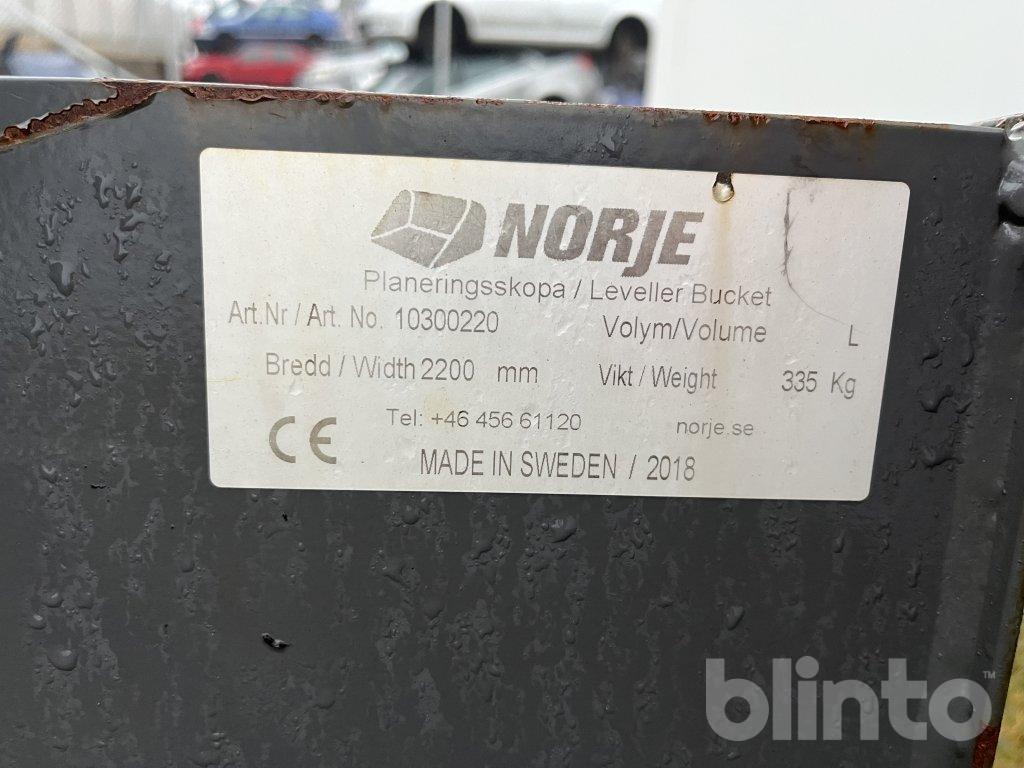 NORJE
Planeringsskopa / Leveller Bucket
Art.Nr / Art. No. 10300220 Volym/Volume L
Bredd / Width 2200 mm Vikt / Weight 335 Kg
Tel: +46 456 61120 norje.se
CE
MADE IN SWEDEN / 2018
blinto™